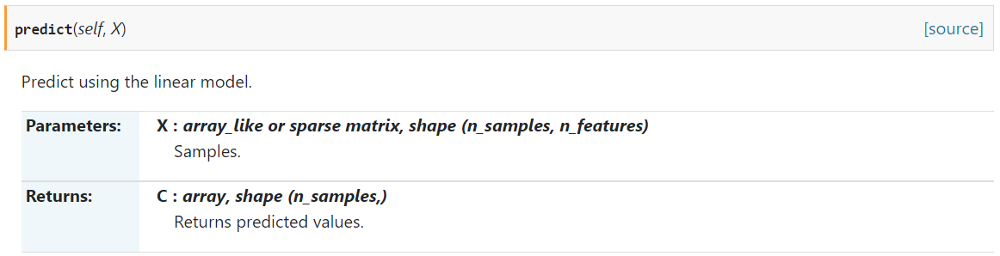 predict(self, X) [source]
Predict using the linear model.
Parameters: X : array_like or sparse matrix, shape (n_samples, n_features)
Samples.
Returns: C : array, shape (n_samples,)
Returns predicted values.